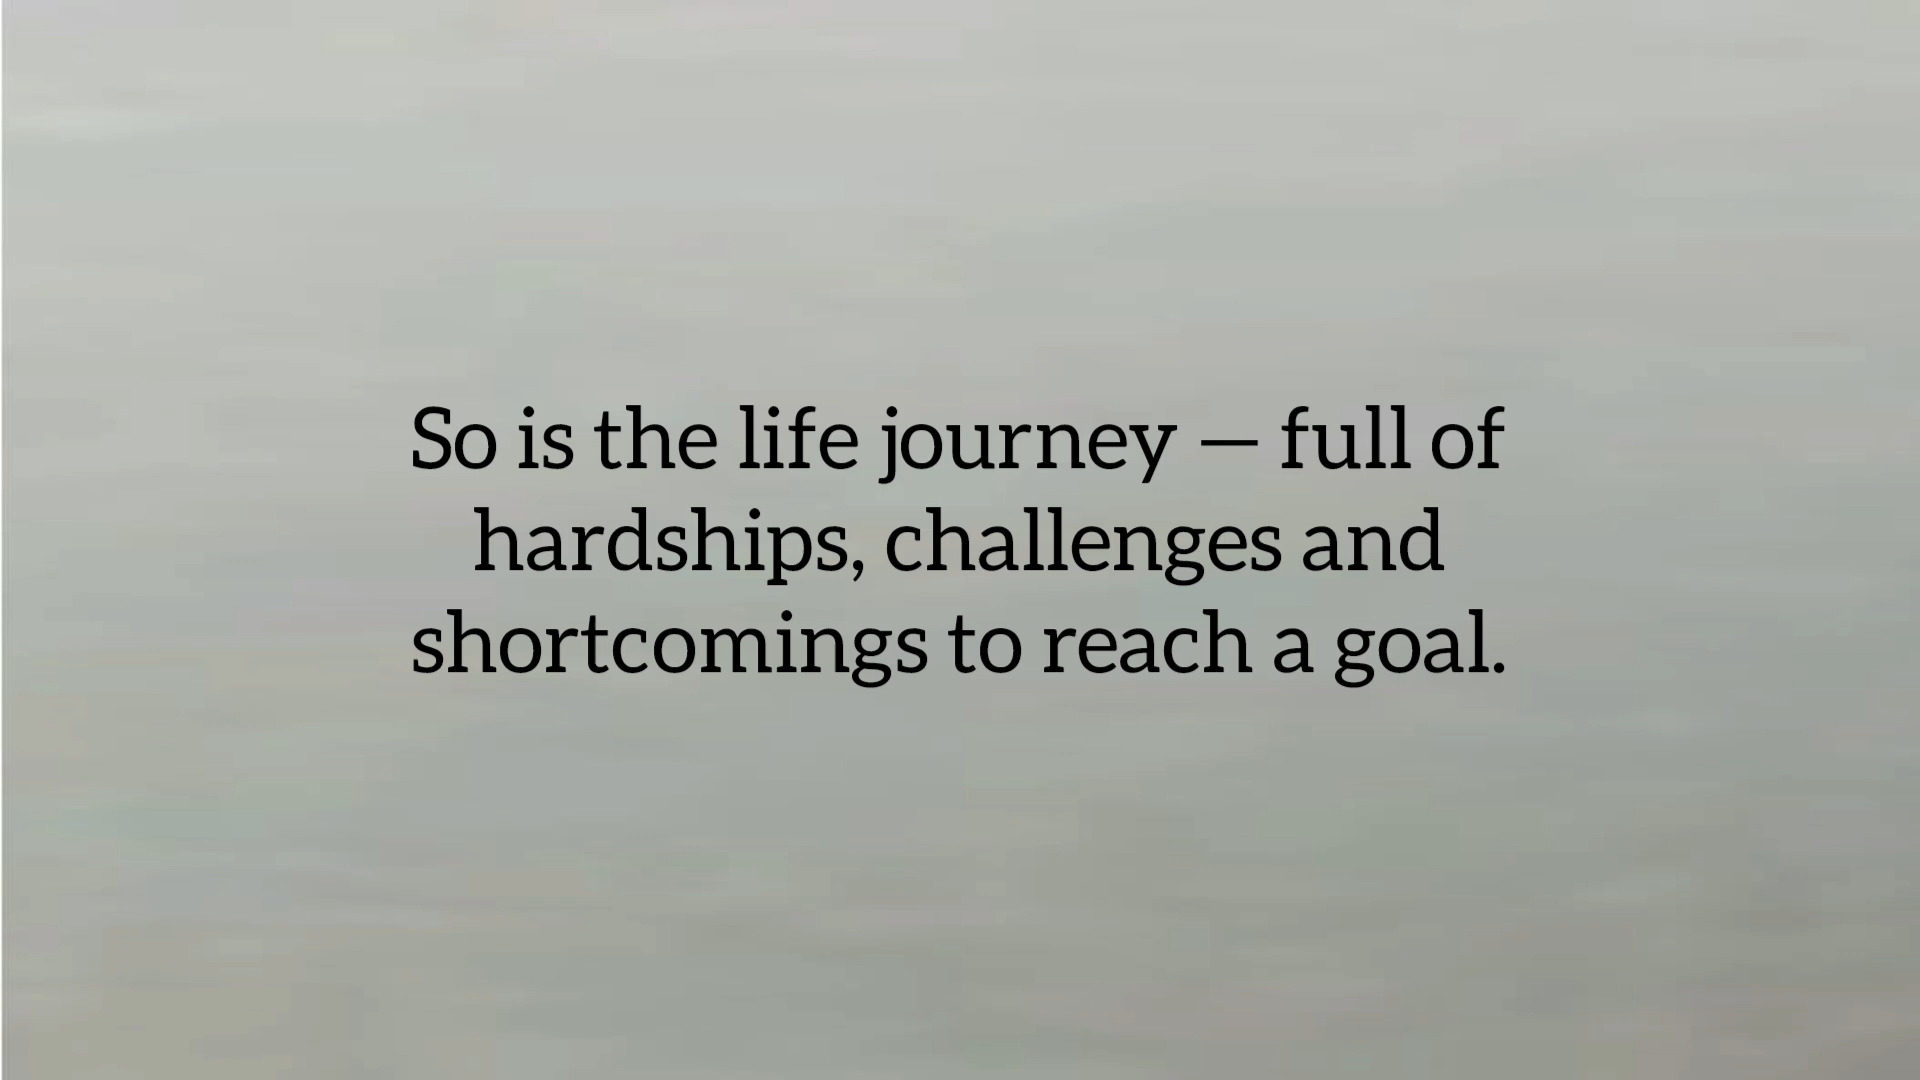 So is the life journey — full of
hardships, challenges and
shortcomings to reach a goal.